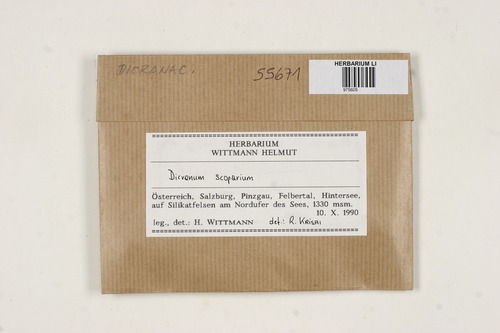 DICRANAC.
55671
HERBARIUM LI
975605
HERBARIUM
WITTMANN HELMUT
Dicranum scoparium
Österreich, Salzburg, Pinzgau, Felbertal, Hintersee,
auf Silikatfelsen am Nordufer des Sees, 1330 msm.
10. X. 1990
leg., det.: H. WITTMANN det.: R. Krisai